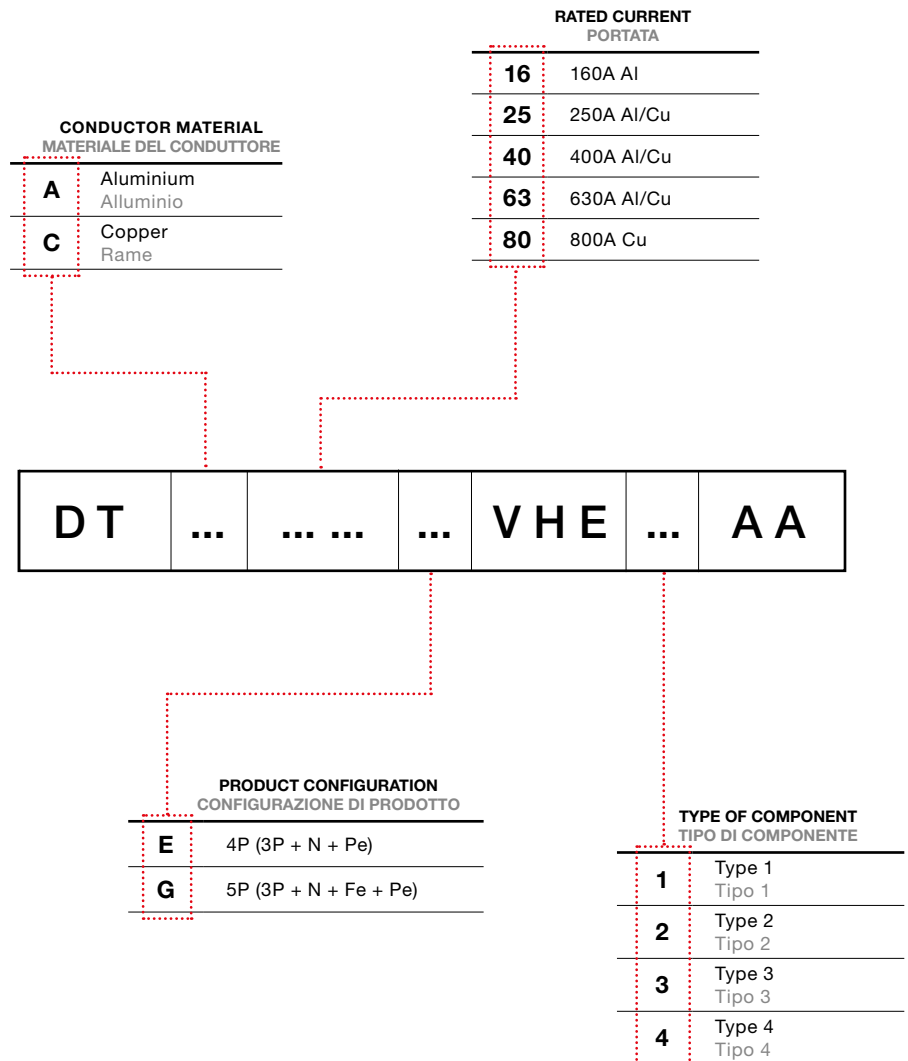 RATED CURRENT
PORTATA
16 160A Al
25 250A Al/Cu
40 400A Al/Cu
63 630A Al/Cu
80 800A Cu
CONDUCTOR MATERIAL
MATERIALE DEL CONDUTTORE
A Aluminium
Alluminio
C Copper
Rame
DT ... ... ... ... VHE ... AA
PRODUCT CONFIGURATION
CONFIGURAZIONE DI PRODOTTO
E 4P (3P + N + Pe)
G 5P (3P + N + Fe + Pe)
TYPE OF COMPONENT
TIPO DI COMPONENTE
1 Type 1
Tipo 1
2 Type 2
Tipo 2
3 Type 3
Tipo 3
4 Type 4
Tipo 4